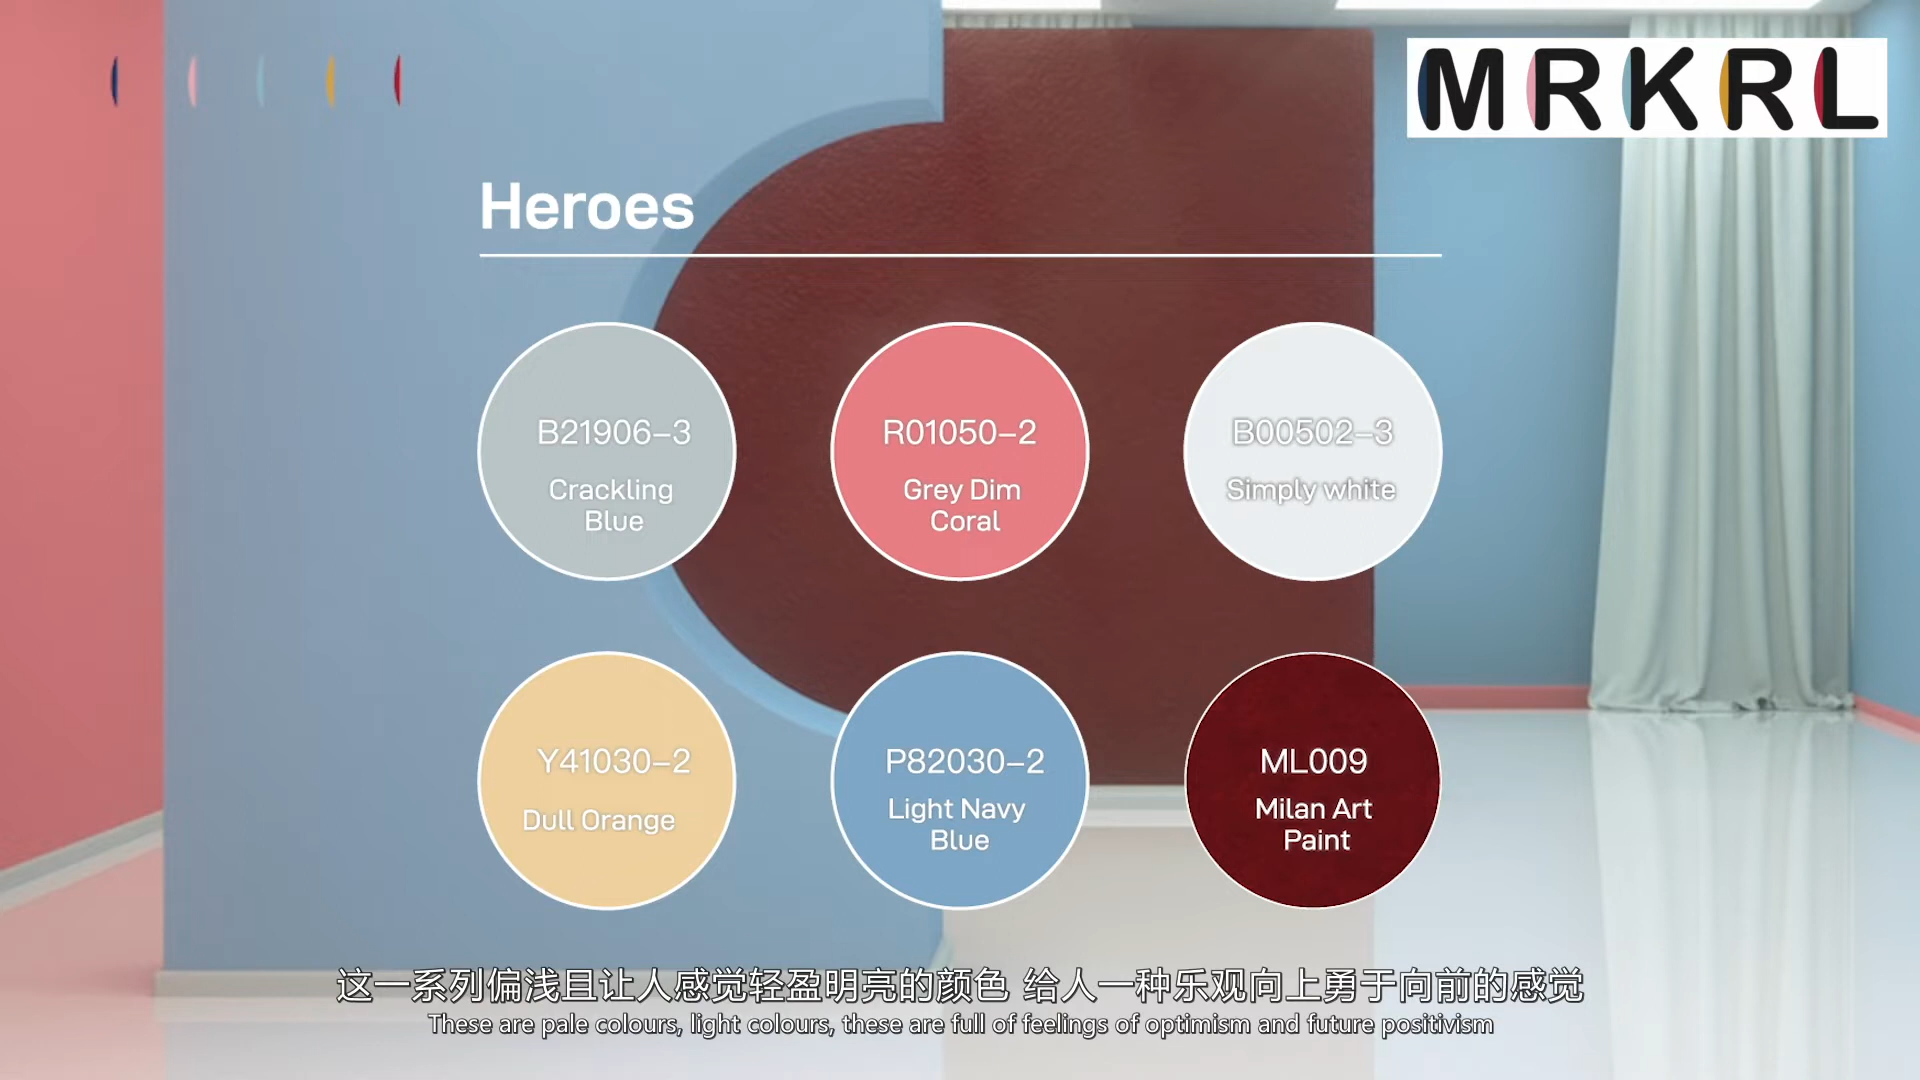 MRKRL
Heroes
B21906-3
Crackling
Blue
R01050-2
Grey Dim
Coral
B00502-3
Simply white
Y41030-2
Dull Orange
P82030-2
Light Navy
Blue
ML009
Milan Art
Paint
这一系列偏浅且让人感觉轻盈明亮的颜色 给人一种乐观向上勇于向前的感觉
These are pale colours, light colours, these are full of feelings of optimism and future positivism